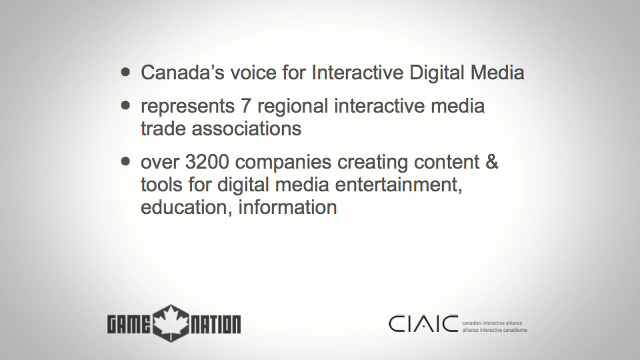 • Canada's voice for Interactive Digital Media
• represents 7 regional interactive media
trade associations
• over 3200 companies creating content &
tools for digital media entertainment,
education, information
GAME NATION
CIAIC
canadian interactive alliance
alliance interactive canadienne